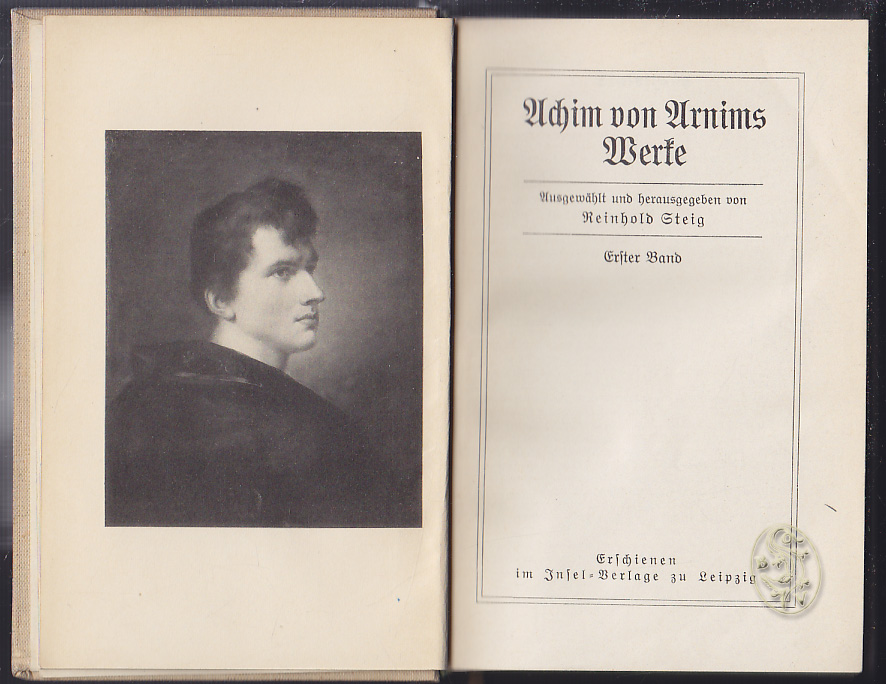 Achim von Arnims
Werke
Ausgewählt und herausgegeben von
Reinhold Steig
Erster Band
Erschienen
im Insel-Verlage zu Leipzig